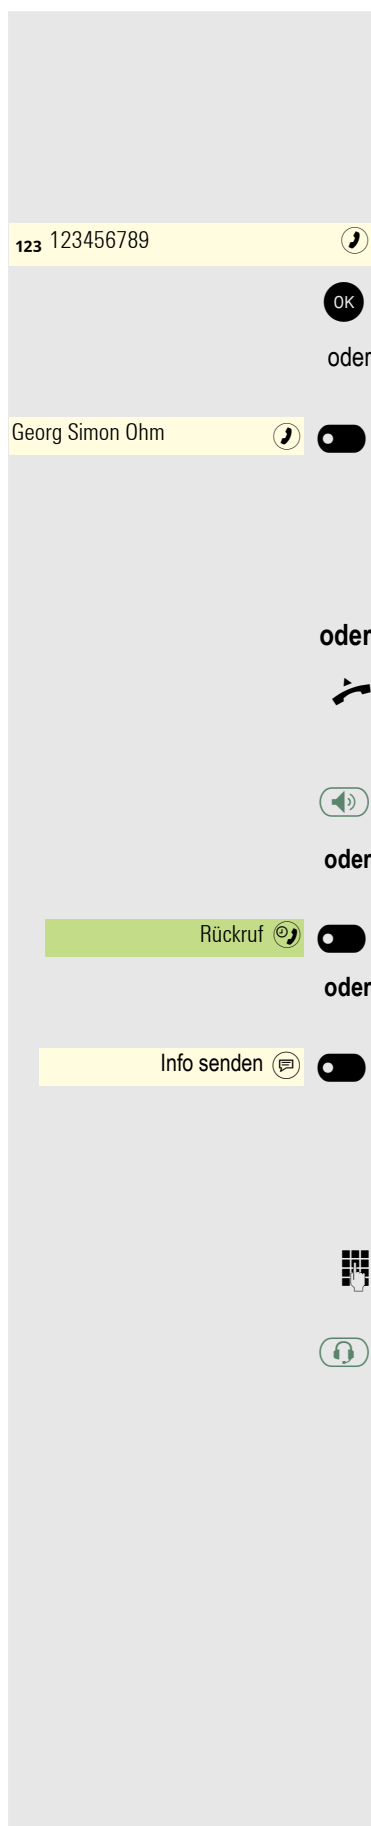 123 123456789
OK
oder
Georg Simon Ohm
oder
oder
Rückruf
oder
Info senden